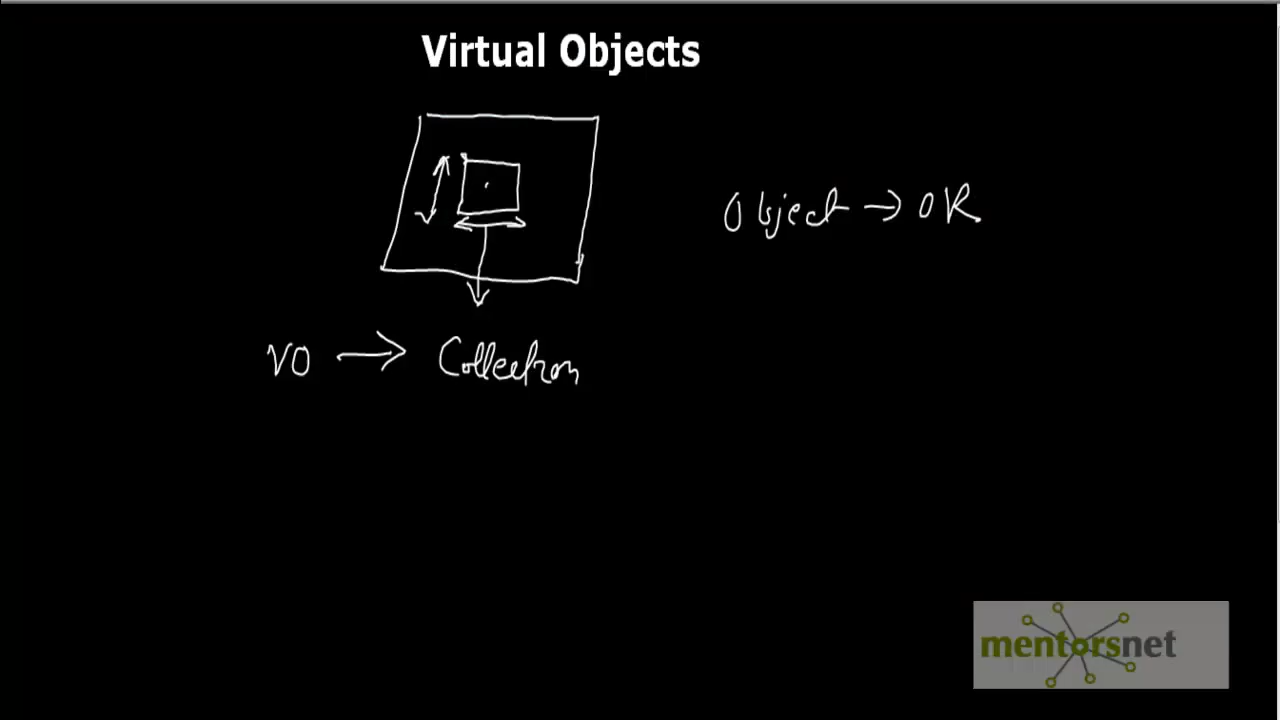 Virtual Objects
Object → OR
VO → Collection
mentorsnet